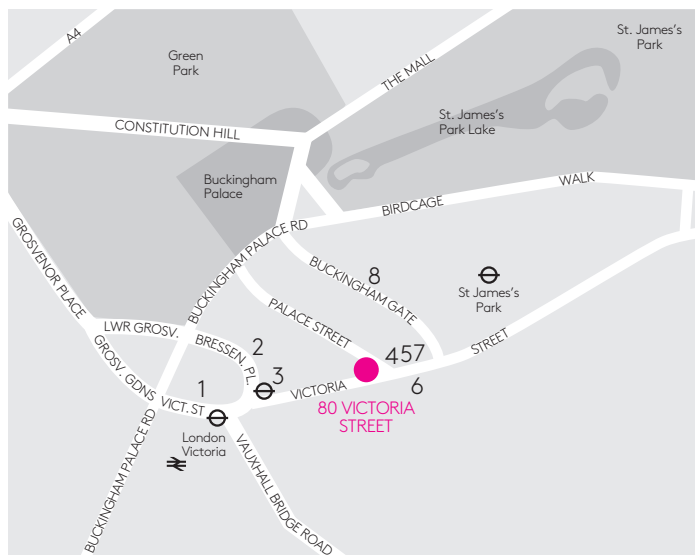 A4
Green
Park
St. James's
Park
THE MALL
CONSTITUTION HILL
St. James's
Park Lake
Buckingham
Palace
BIRDCAGE
WALK
GROSVENOR PLACE
BUCKINGHAM PALACE RD
BUCKINGHAM GATE
8
St James's
Park
PALACE STREET
LWR GROSV.
GROSV. GDNS
BRESSEN. PL.
2
STREET
457
1
3
VICTORIA
6
VICT. ST
80 VICTORIA
STREET
London
Victoria
BUCKINGHAM PALACE RD
VAUXHALL BRIDGE ROAD